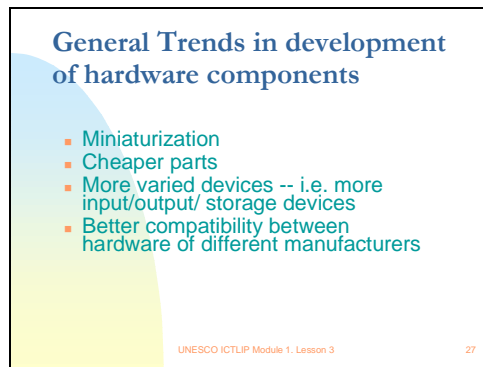 General Trends in development
of hardware components
Miniaturization
Cheaper parts
More varied devices -- i.e. more
input/output/ storage devices
Better compatibility between
hardware of different manufacturers
UNESCO ICTLIP Module 1. Lesson 3
27